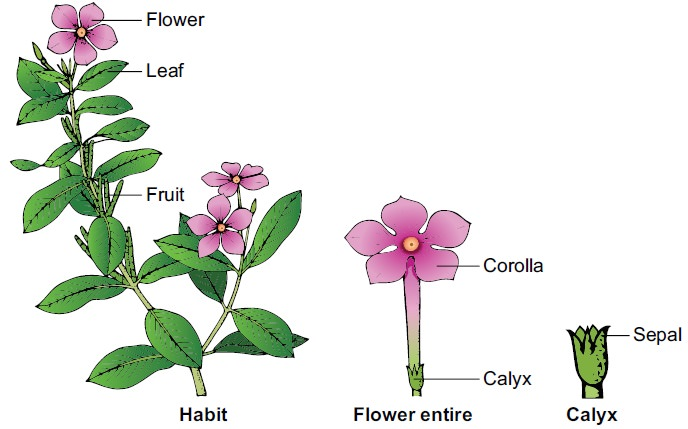 Flower
Leaf
Fruit
Habit
Corolla
Calyx
Flower entire
Sepal
Calyx